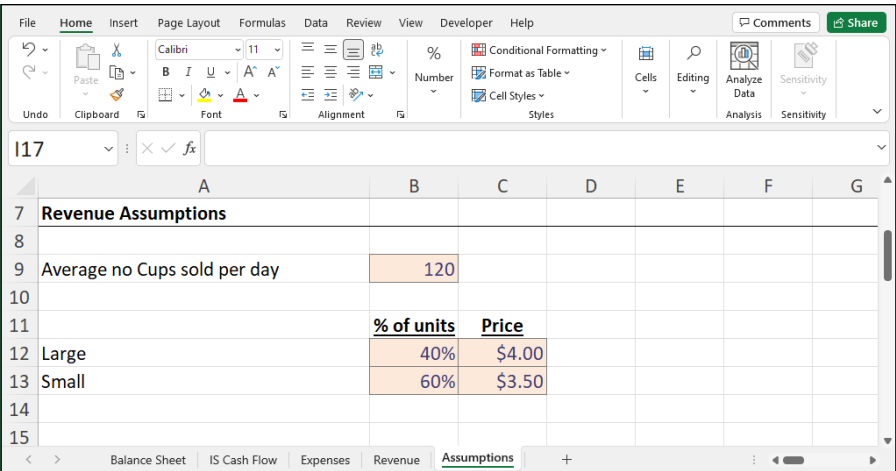 File Home Insert Page Layout Formulas Data Review View Developer Help Comments Share
Calibri 11 ab c
Paste B I U A A % Number Conditional Formatting Format as Table Cell Styles Cells Editing Analyze Data Sensitivity
A
Undo Clipboard Font Alignment Styles Analysis Sensitivity
I17 fx
A B C D E F G
7 Revenue Assumptions
8
9 Average no Cups sold per day 120
10
11 % of units Price
12 Large 40% $4.00
13 Small 60% $3.50
14
15
Balance Sheet IS Cash Flow Expenses Revenue Assumptions